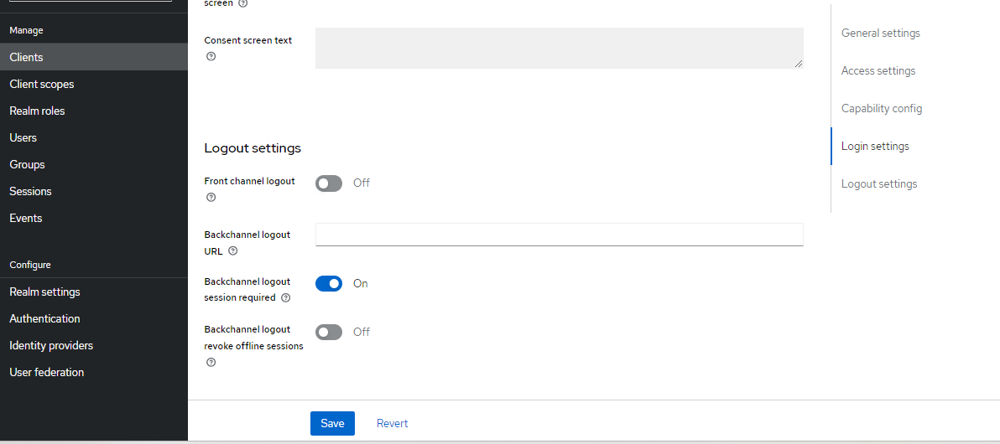 screen
Manage
Clients
Client scopes
Realm roles
Users
Groups
Sessions
Events
Configure
Realm settings
Authentication
Identity providers
User federation
Consent screen text
Logout settings
Front channel logout
Off
Backchannel logout
URL
Backchannel logout
session required
On
Backchannel logout
revoke offline sessions
Off
Save Revert
General settings
Access settings
Capability config
Login settings
Logout settings